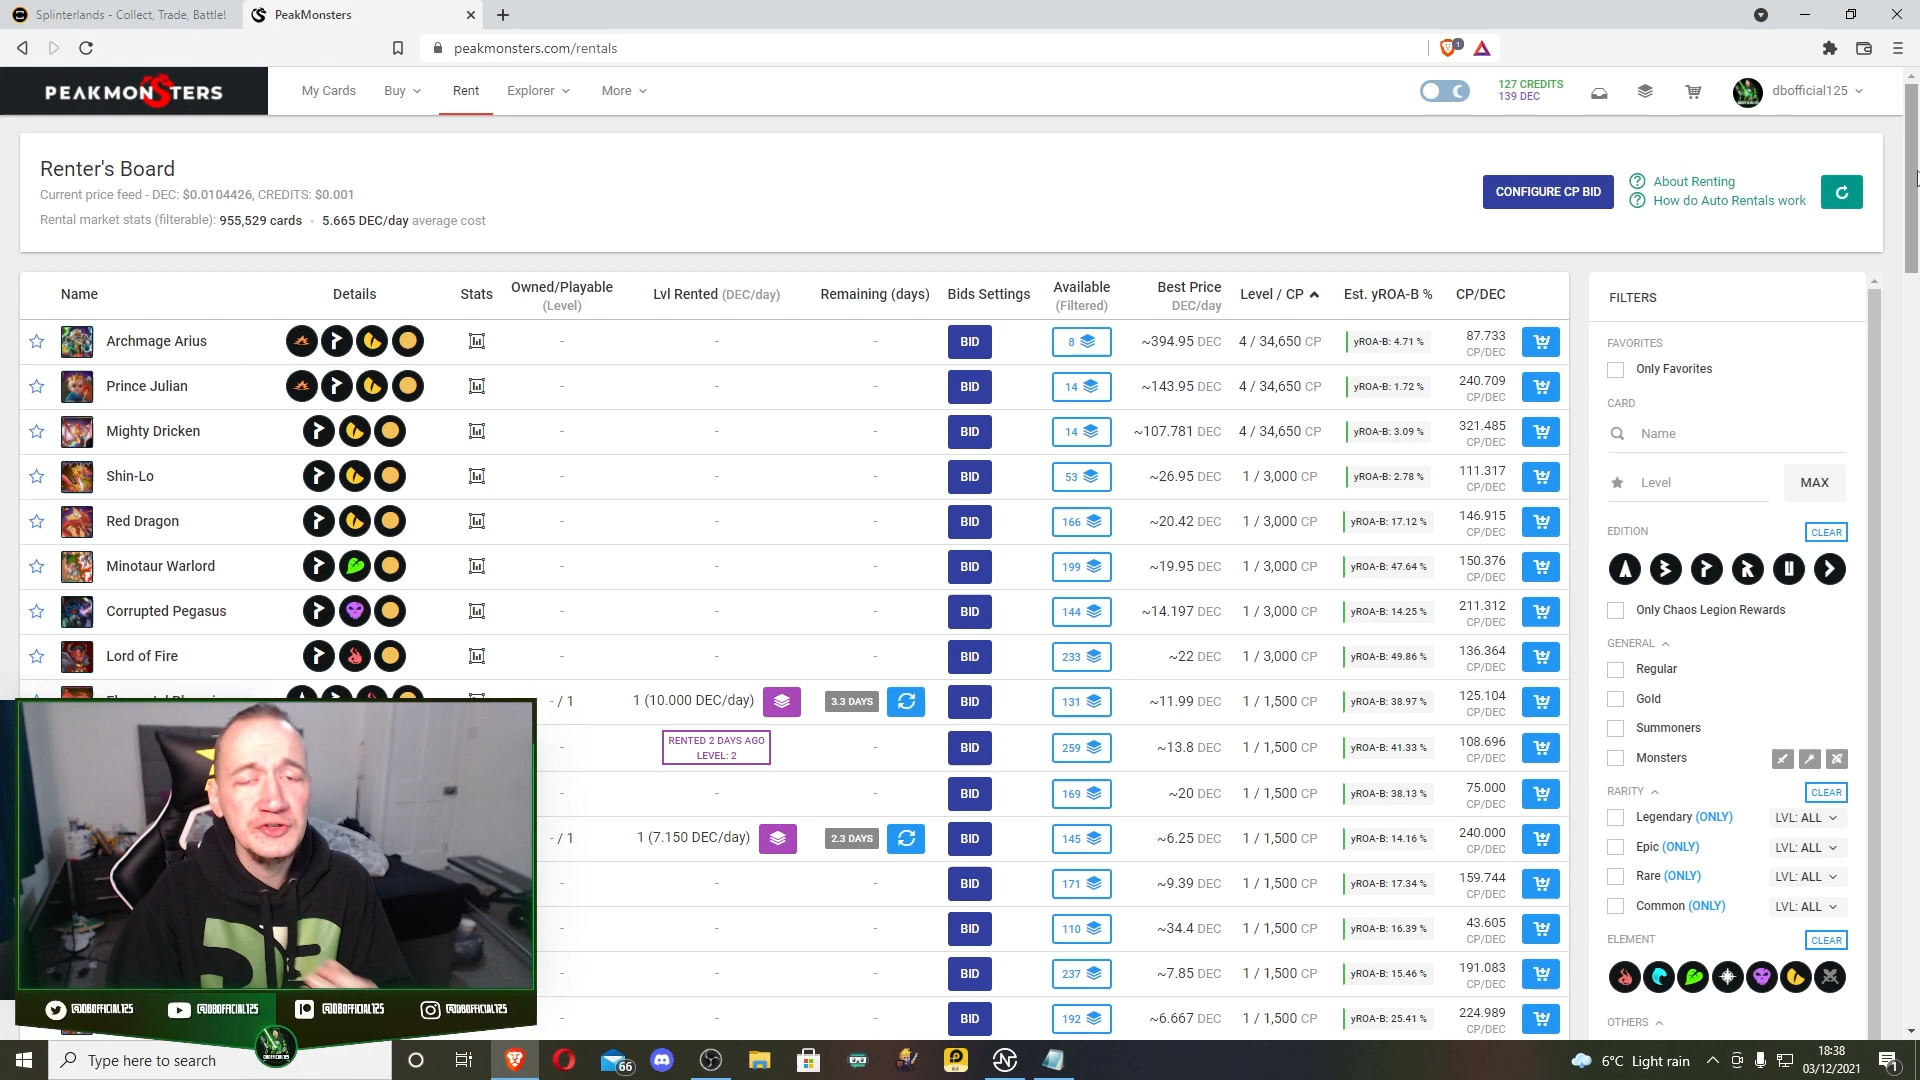 Splinterlands - Collect, Trade, Battle!
PeakMonsters
peakmonsters.com/rentals
1
PEAKMONSTERS
My Cards
Buy
Rent
Explorer
More
127 CREDITS
139 DEC
dbofficial125
Renter's Board
Current price feed - DEC: $0.0104426, CREDITS: $0.001
Rental market stats (filterable): 955,529 cards • 5.665 DEC/day average cost
CONFIGURE CP BID
About Renting
How do Auto Rentals work
Name Details Stats Owned/Playable (Level) Lvl Rented (DEC/day) Remaining (days) Bids Settings Available (Filtered) Best Price DEC/day Level / CP Est. yROA-B % CP/DEC
Archmage Arius - - - BID 8 ~394.95 DEC 4 / 34,650 CP yROA-B: 4.71 % 87.733 CP/DEC
Prince Julian - - - BID 14 ~143.95 DEC 4 / 34,650 CP yROA-B: 1.72 % 240.709 CP/DEC
Mighty Dricken - - - BID 14 ~107.781 DEC 4 / 34,650 CP yROA-B: 3.09 % 321.485 CP/DEC
Shin-Lo - - - BID 53 ~26.95 DEC 1 / 3,000 CP yROA-B: 2.78 % 111.317 CP/DEC
Red Dragon - - - BID 166 ~20.42 DEC 1 / 3,000 CP yROA-B: 17.12 % 146.915 CP/DEC
Minotaur Warlord - - - BID 199 ~19.95 DEC 1 / 3,000 CP yROA-B: 47.64 % 150.376 CP/DEC
Corrupted Pegasus - - - BID 144 ~14.197 DEC 1 / 3,000 CP yROA-B: 14.25 % 211.312 CP/DEC
Lord of Fire - - - BID 233 ~22 DEC 1 / 3,000 CP yROA-B: 49.86 % 136.364 CP/DEC
- / 1 1 (10.000 DEC/day) 3.3 DAYS BID 131 ~11.99 DEC 1 / 1,500 CP yROA-B: 38.97 % 125.104 CP/DEC
- RENTED 2 DAYS AGO LEVEL: 2 - BID 259 ~13.8 DEC 1 / 1,500 CP yROA-B: 41.33 % 108.696 CP/DEC
- - - BID 169 ~20 DEC 1 / 1,500 CP yROA-B: 38.13 % 75.000 CP/DEC
- / 1 1 (7.150 DEC/day) 2.3 DAYS BID 145 ~6.25 DEC 1 / 1,500 CP yROA-B: 14.16 % 240.000 CP/DEC
- - - BID 171 ~9.39 DEC 1 / 1,500 CP yROA-B: 17.34 % 159.744 CP/DEC
- - - BID 110 ~34.4 DEC 1 / 1,500 CP yROA-B: 16.39 % 43.605 CP/DEC
- - - BID 237 ~7.85 DEC 1 / 1,500 CP yROA-B: 15.46 % 191.083 CP/DEC
- - - BID 192 ~6.667 DEC 1 / 1,500 CP yROA-B: 25.41 % 224.989 CP/DEC
FILTERS
FAVORITES
Only Favorites
CARD
Name
Level MAX
EDITION CLEAR
Only Chaos Legion Rewards
GENERAL
Regular
Gold
Summoners
Monsters
RARITY CLEAR
Legendary (ONLY) LVL: ALL
Epic (ONLY) LVL: ALL
Rare (ONLY) LVL: ALL
Common (ONLY) LVL: ALL
ELEMENT CLEAR
OTHERS
@DBOFFICIAL125 @DBOFFICIAL125 @DBOFFICIAL125 @DBOFFICIAL125
Type here to search
66
64
6°C Light rain
18:38
03/12/2021
1